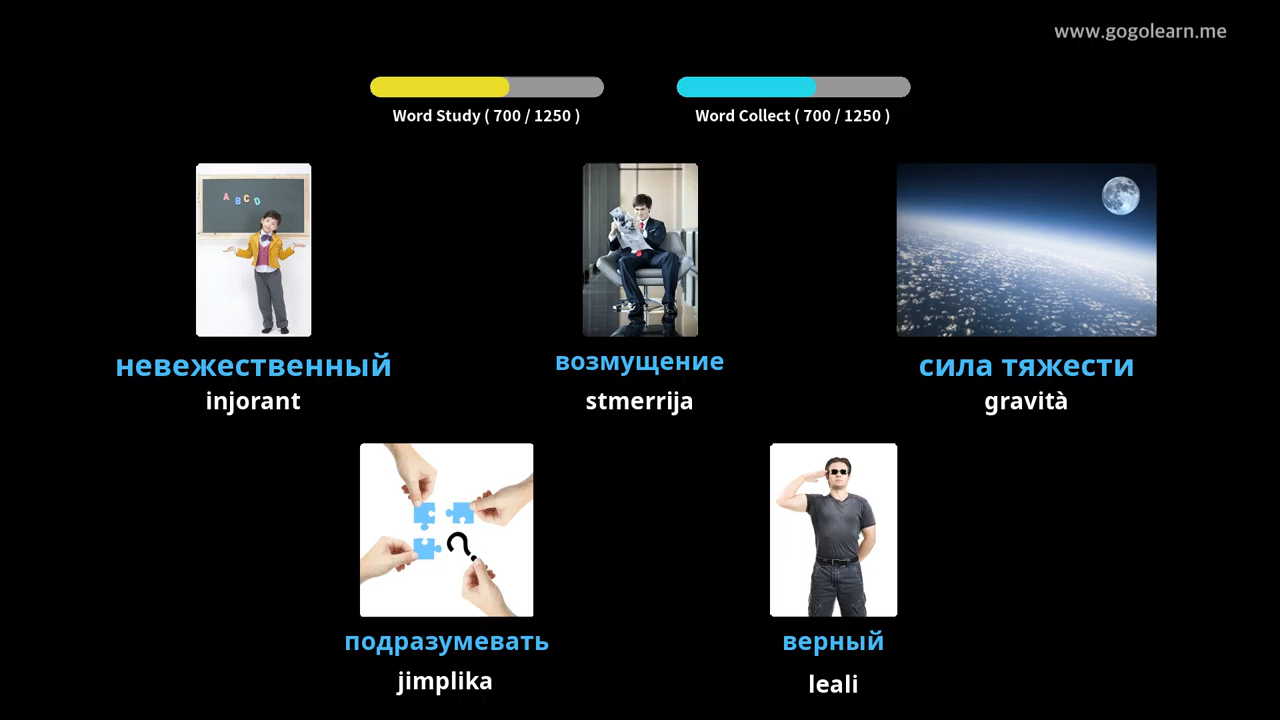 www.gogolearn.me
Word Study ( 700 / 1250 )
Word Collect ( 700 / 1250 )
A B C D
невежественный
injorant
возмущение
stmerrija
сила тяжести
gravità
?
подразумевать
jimplika
верный
leali